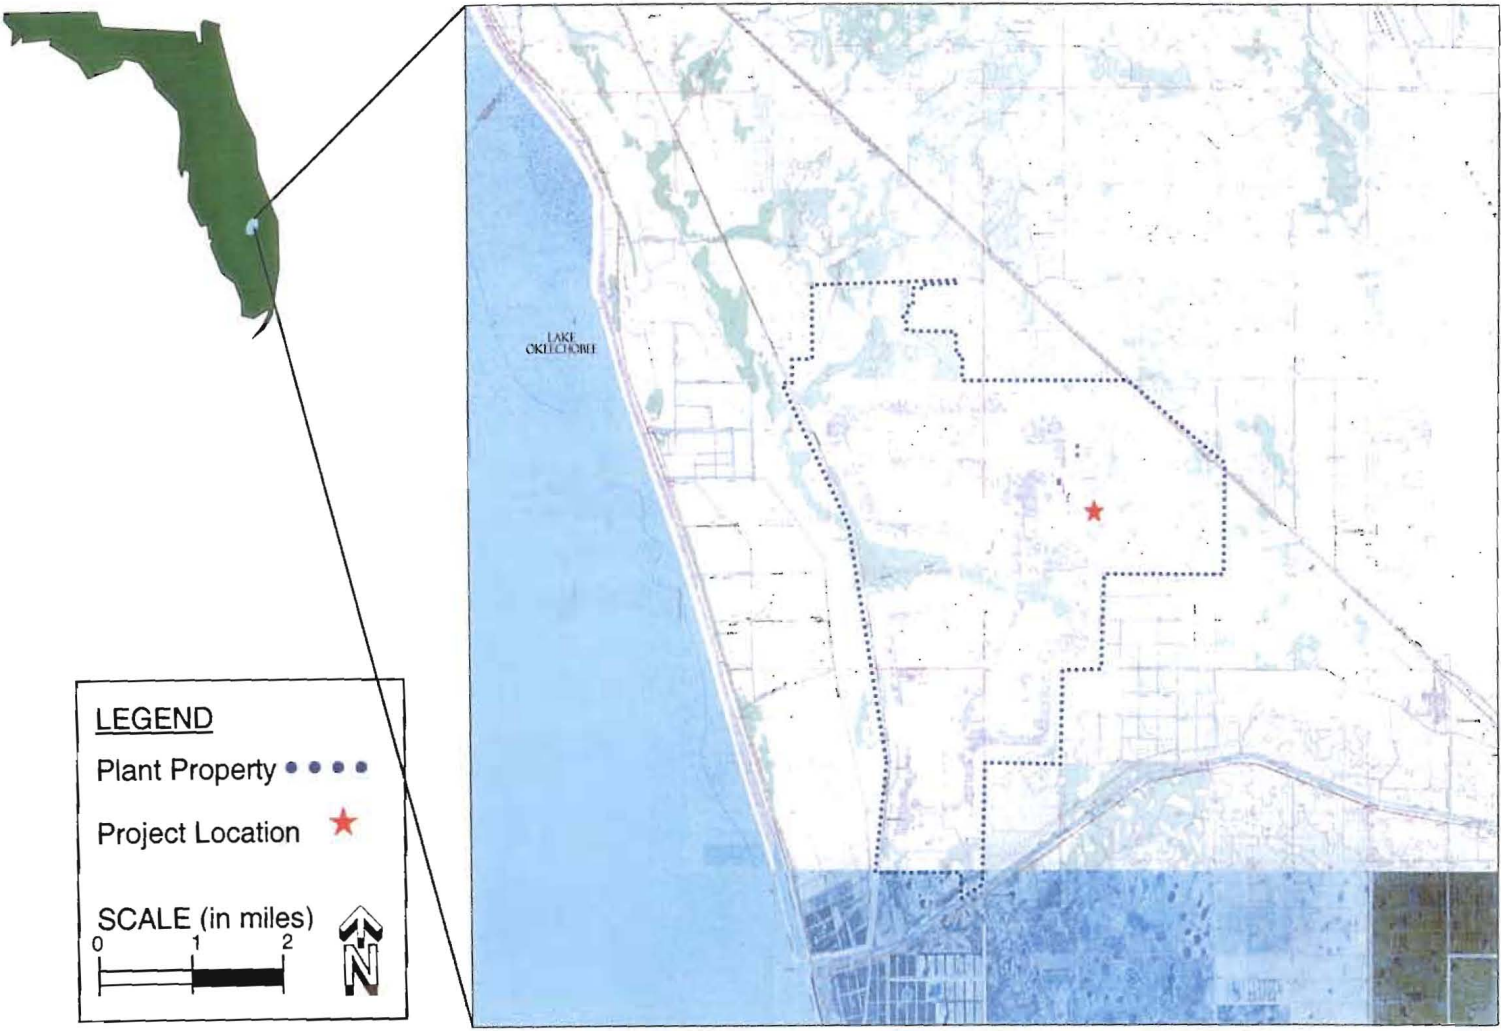 LAKE
OKEECHOBEE
LEGEND
Plant Property
Project Location
SCALE (in miles)
0 1 2
N